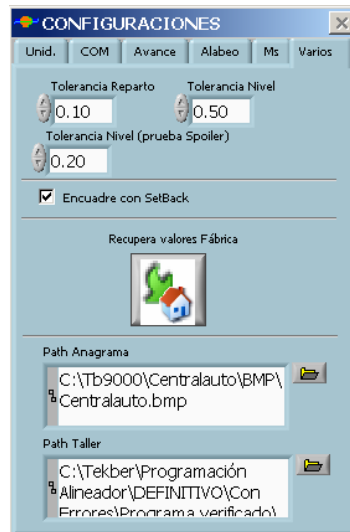 CONFIGURACIONES
Unid. COM Avance Alabeo Ms Varios
Tolerancia Reparto Tolerancia Nivel
0.10 0.50
Tolerancia Nivel (prueba Spoiler)
0.20
Encuadre con SetBack
Recupera valores Fábrica
Path Anagrama
C:\Tb9000\Centralauto\BMP\
Centralauto.bmp
Path Taller
C:\Tekber\Programación
Alineador\DEFINITIVO\Con
Errores\Programa verificado\